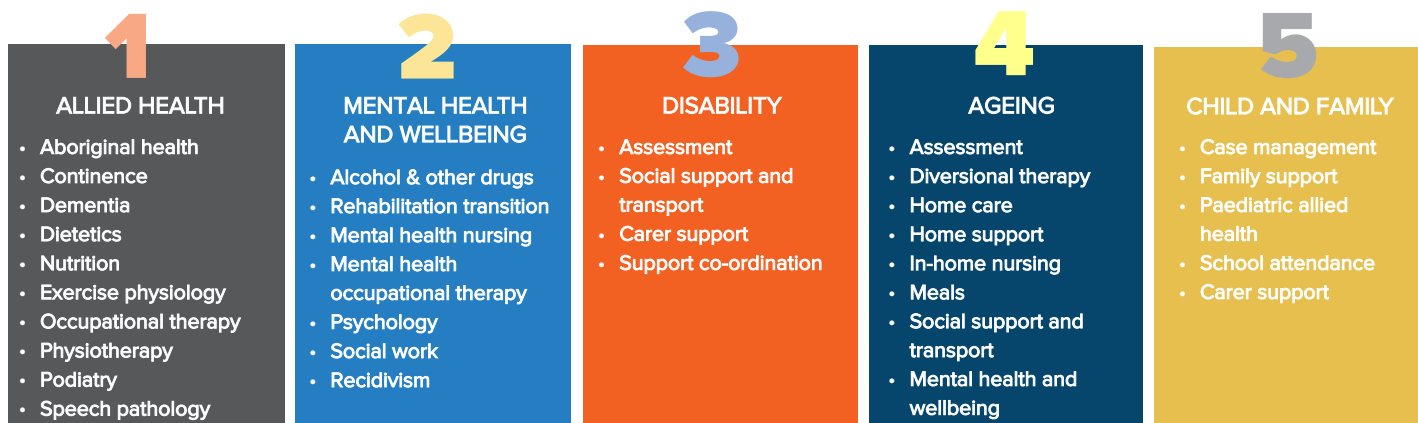 1
ALLIED HEALTH
• Aboriginal health
• Continence
• Dementia
• Dietetics
• Nutrition
• Exercise physiology
• Occupational therapy
• Physiotherapy
• Podiatry
• Speech pathology
2
MENTAL HEALTH
AND WELLBEING
• Alcohol & other drugs
• Rehabilitation transition
• Mental health nursing
• Mental health
occupational therapy
• Psychology
• Social work
• Recidivism
3
DISABILITY
• Assessment
• Social support and
transport
• Carer support
• Support co-ordination
4
AGEING
• Assessment
• Diversional therapy
• Home care
• Home support
• In-home nursing
• Meals
• Social support and
transport
• Mental health and
wellbeing
5
CHILD AND FAMILY
• Case management
• Family support
• Paediatric allied
health
• School attendance
• Carer support